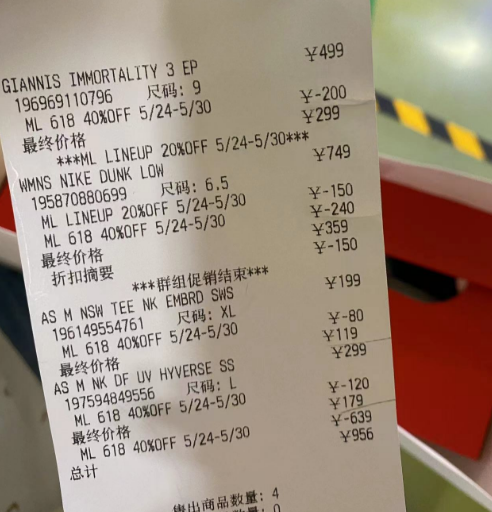 GIANNIS IMMORTALITY 3 EP ¥499
196969110796 尺码: 9
ML 618 40%OFF 5/24-5/30 ¥-200
最终价格 ¥299
***ML LINEUP 20%OFF 5/24-5/30***
WMNS NIKE DUNK LOW ¥749
195870880699 尺码: 6.5
ML LINEUP 20%OFF 5/24-5/30 ¥-150
ML 618 40%OFF 5/24-5/30 ¥-240
最终价格 ¥359
折扣摘要 ¥-150
***群组促销结束***
AS M NSW TEE NK EMBRD SWS ¥199
196149554761 尺码: XL
ML 618 40%OFF 5/24-5/30 ¥-80
最终价格 ¥119
AS M NK DF UV HYVERSE SS ¥299
197594849556 尺码: L
ML 618 40%OFF 5/24-5/30 ¥-120
最终价格 ¥179
ML 618 40%OFF 5/24-5/30 ¥-639
总计 ¥956
售出商品数量: 4
数量: 0